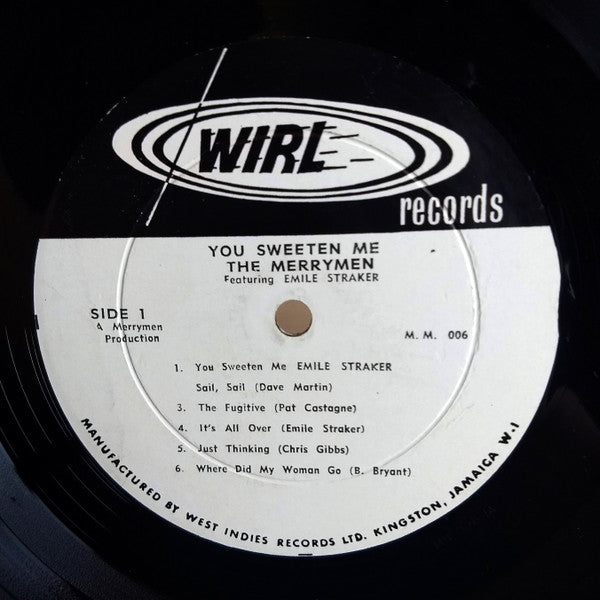 WIRL
records
YOU SWEETEN ME
THE MERRYMEN
Featuring EMILE STRAKER
SIDE 1
A Merrymen
Production
M. M. 006
1. You Sweeten Me EMILE STRAKER
Sail, Sail (Dave Martin)
3. The Fugitive (Pat Castagne)
4. It's All Over (Emile Straker)
5. Just Thinking (Chris Gibbs)
6. Where Did My Woman Go (B. Bryant)
MANUFACTURED BY WEST INDIES RECORDS LTD. KINGSTON, JAMAICA W-I